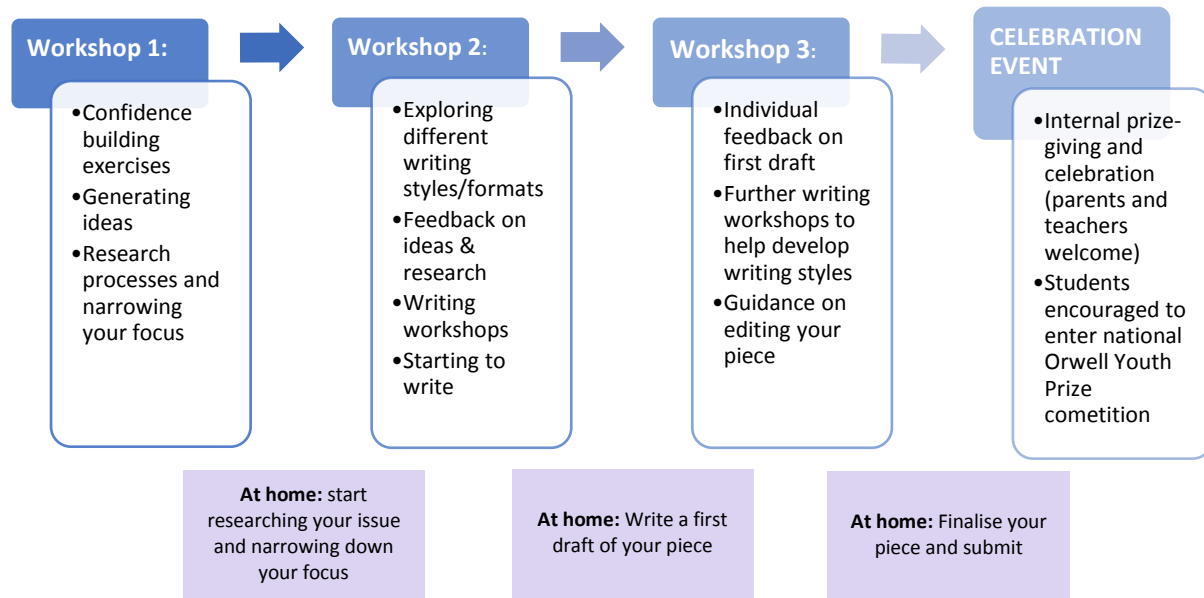 Workshop 1:
•Confidence
building
exercises
•Generating
ideas
•Research
processes and
narrowing
your focus
Workshop 2:
•Exploring
different
writing
styles/formats
•Feedback on
ideas &
research
•Writing
workshops
•Starting to
write
Workshop 3:
•Individual
feedback on
first draft
•Further writing
workshops to
help develop
writing styles
•Guidance on
editing your
piece
CELEBRATION
EVENT
•Internal prize-
giving and
celebration
(parents and
teachers
welcome)
•Students
encouraged to
enter national
Orwell Youth
Prize
cometition
At home: start
researching your issue
and narrowing down
your focus
At home: Write a first
draft of your piece
At home: Finalise your
piece and submit